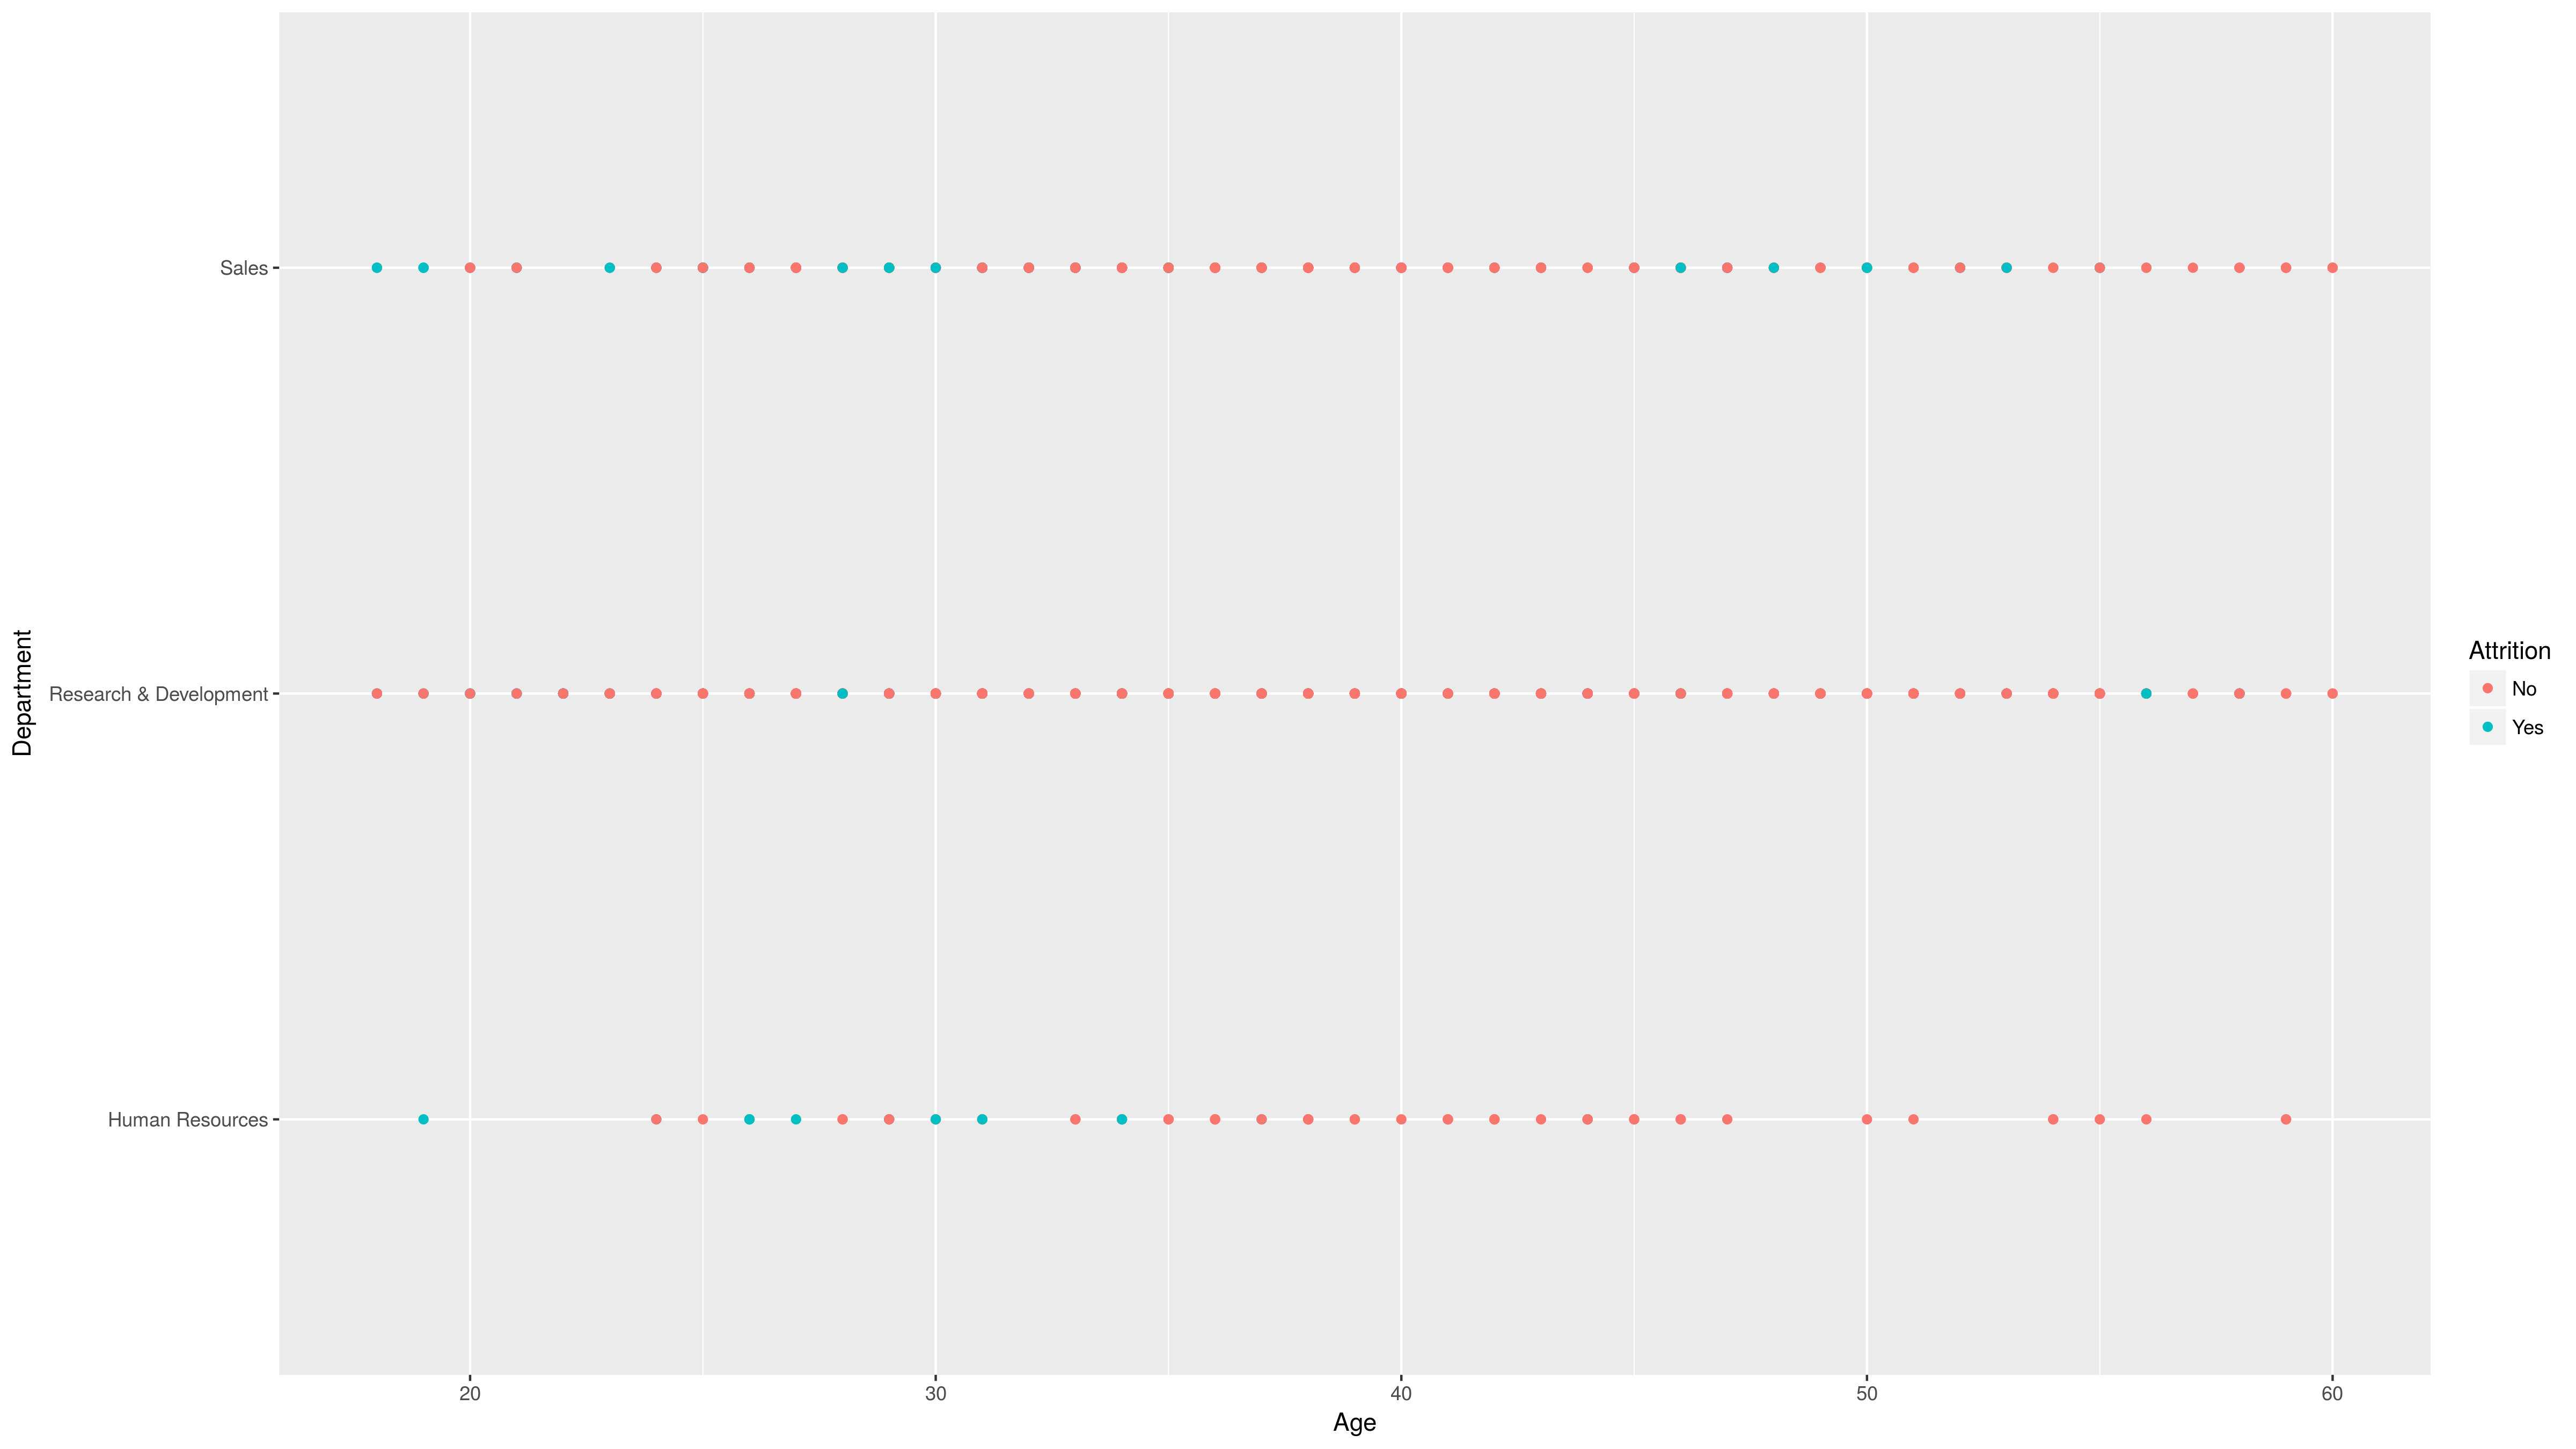 Sales
Research & Development
Human Resources
Department
20 30 40 50 60
Age
Attrition
No
Yes